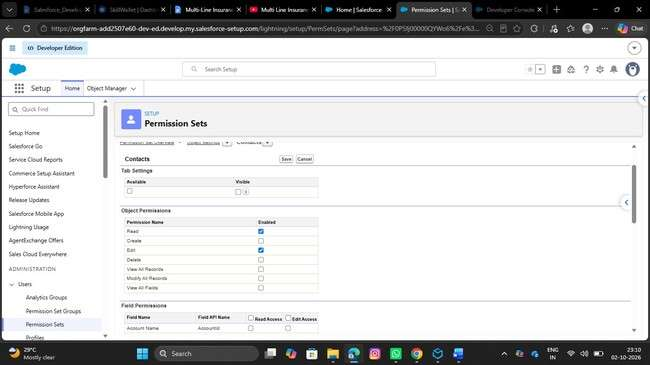 Salesforce_Develo
SkillWallet | Dashb
Multi-Line Insuran
Multi Line Insuran
Home | Salesforce
Permission Sets | S
Developer Console
https://orgfarm-add2507e60-dev-ed.develop.my.salesforce-setup.com/lightning/setup/PermSets/page?address=%2F0PSfj00000QYWo6%2Fe%3...
Chat
Developer Edition
Search Setup
Setup
Home
Object Manager
Quick Find
Setup Home
Salesforce Go
Service Cloud Reports
Commerce Setup Assistant
Hyperforce Assistant
Release Updates
Salesforce Mobile App
Lightning Usage
AgentExchange Offers
Sales Cloud Everywhere
ADMINISTRATION
Users
Analytics Groups
Permission Set Groups
Permission Sets
Profiles
SETUP
Permission Sets
Permission Set Overview
Object Settings
Contacts
Contacts
Save Cancel
Tab Settings
Available Visible
Object Permissions
Permission Name Enabled
Read
Create
Edit
Delete
View All Records
Modify All Records
View All Fields
Field Permissions
Field Name Field API Name Read Access Edit Access
Account Name AccountId
29°C
Mostly clear
Search
ENG
IN
23:10
02-10-2026